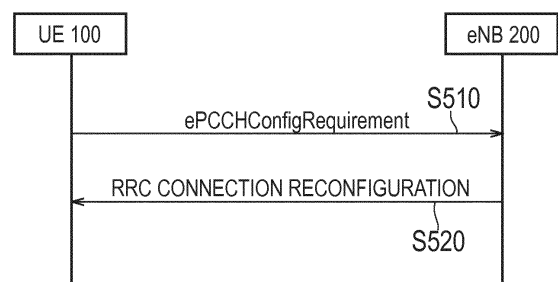 UE 100
eNB 200
S510
ePCCHConfigRequirement
RRC CONNECTION RECONFIGURATION
S520